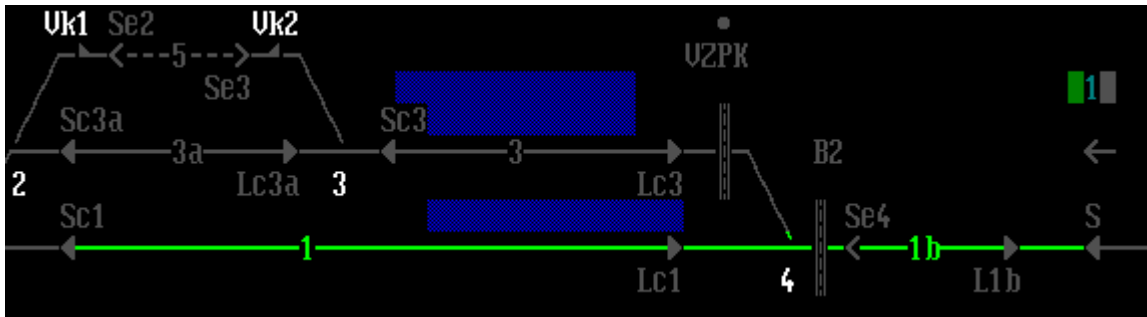 Vk1 Se2 Vk2
5 VZPK
Se3 1
Sc3a Sc3
3a 3 B2
2 Lc3a 3 Lc3
Sc1 Se4 S
1 1b
Lc1 4 L1b